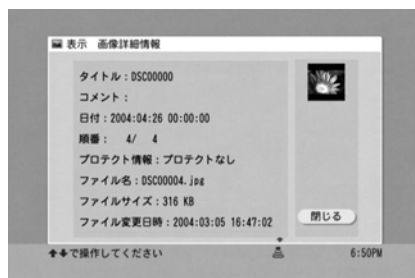 表示 画像詳細情報
タイトル：DSC00000
コメント：
日付：2004:04:26 00:00:00
順番： 4/ 4
プロテクト情報：プロテクトなし
ファイル名：DSC00004.jpg
ファイルサイズ：316 KB
ファイル変更日時：2004:03:05 16:47:02
閉じる
↑↓で操作してください 6:50PM